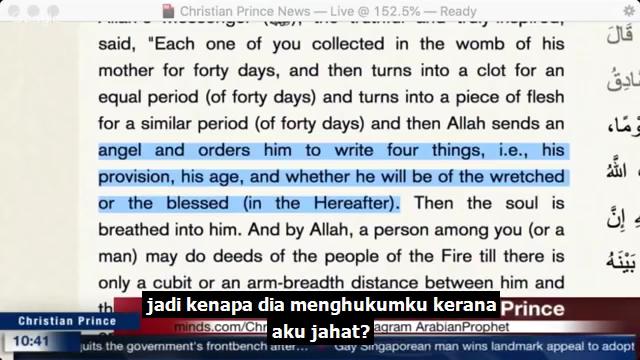 Christian Prince News — Live @ 152.5% — Ready
Allah's Messenger (ﷺ), the truthful and truly-inspired,
said, "Each one of you collected in the womb of his
mother for forty days, and then turns into a clot for an
equal period (of forty days) and turns into a piece of flesh
for a similar period (of forty days) and then Allah sends an
angel and orders him to write four things, i.e., his
provision, his age, and whether he will be of the wretched
or the blessed (in the Hereafter). Then the soul is
breathed into him. And by Allah, a person among you (or a
man) may do deeds of the people of the Fire till there is
only a cubit or an arm-breadth distance between him and
قَالَ
اللَّهُ
بَيْنَهُ
jadi kenapa dia menghukumku kerana
aku jahat?
Prince
Christian Prince
minds.com/Chr
agram ArabianProphet
10:41
uits the government's frontbench after…
Gay Singaporean man wins landmark appeal to adopt